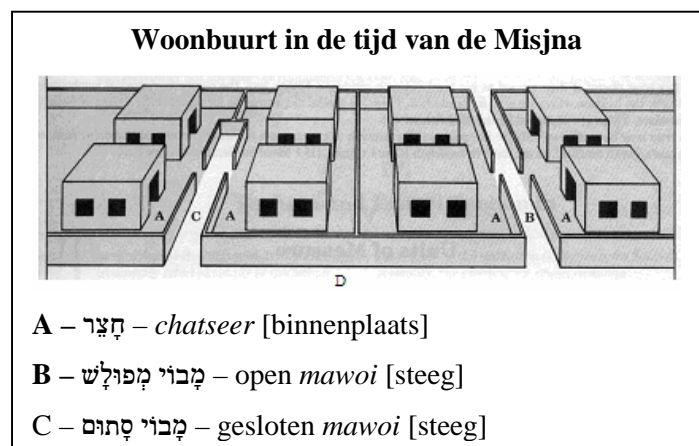 Woonbuurt in de tijd van de Misjna
A C A A B A
D
A – חָצֵר – chatseer [binnenplaats]
B – מָבוֹי מְפוּלָשׁ – open mawoi [steeg]
C – מָבוֹי סָתוּם – gesloten mawoi [steeg]